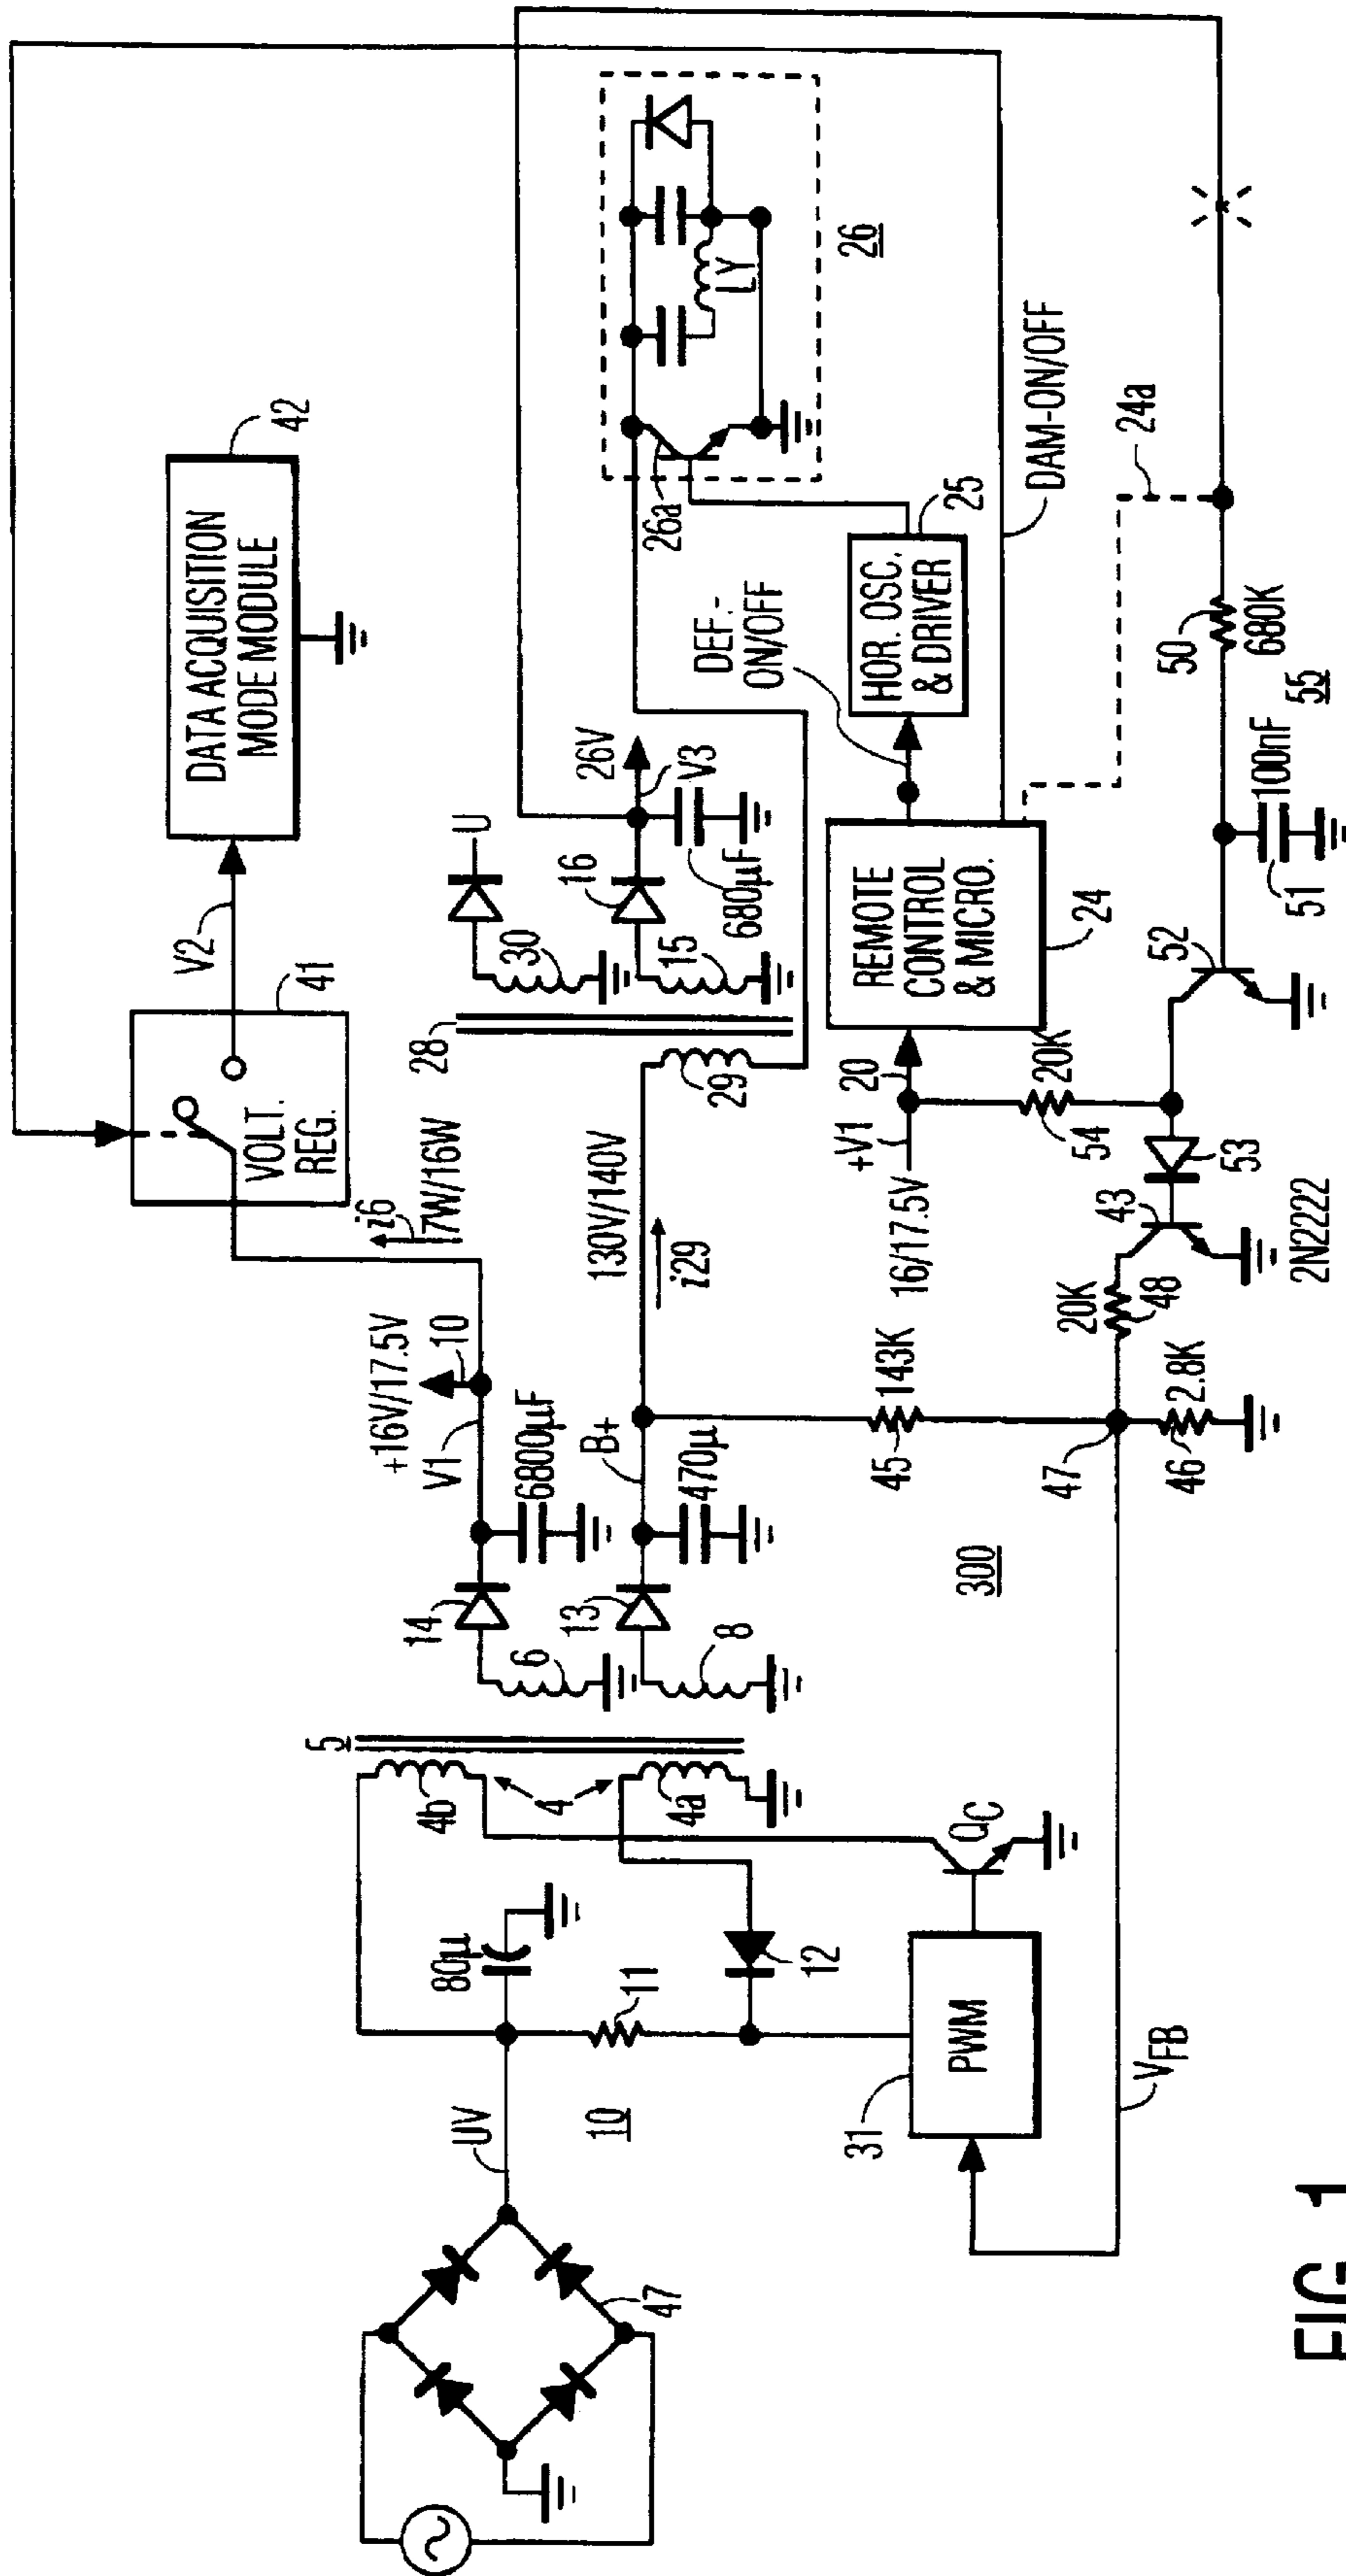 5
4b
4
4a
80μ
11
12
UV
10
47
31
PWM
QC
VFB
+16V/17.5V
V1
10
14
6
6800μF
13
8
B+
470μ
i6
17W/16W
130V/140V
i29
45
143K
47
46
2.8K
300
20K
48
43
2N2222
53
54
20K
52
51
100nF
55
50
680K
+V1
16/17.5V
20
REMOTE
CONTROL
& MICRO.
24
24a
DEF.-
ON/OFF
HOR. OSC.
& DRIVER
25
DAM-ON/OFF
26a
LY
26
28
29
30
U
15
16
26V
V3
680μF
VOLT.
REG.
41
V2
DATA ACQUISITION
MODE MODULE
42
FIG. 1